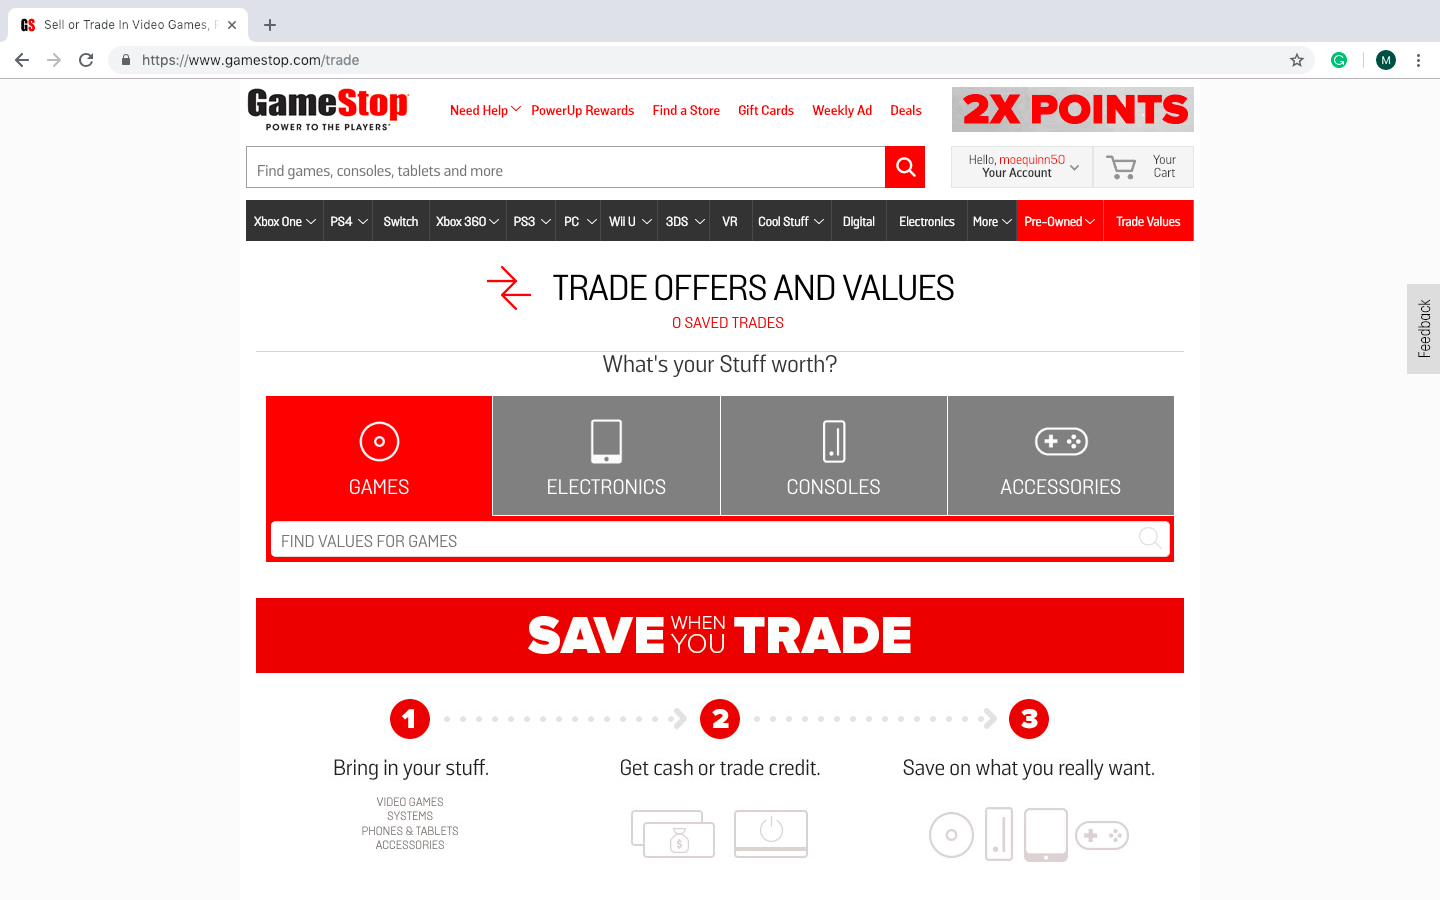 GS Sell or Trade In Video Games,
https://www.gamestop.com/trade
M
GameStop
POWER TO THE PLAYERS
Need Help PowerUp Rewards Find a Store Gift Cards Weekly Ad Deals
2X POINTS
Find games, consoles, tablets and more
Hello, moequinn50
Your Account
Your
Cart
Xbox One PS4 Switch Xbox 360 PS3 PC Wii U 3DS VR Cool Stuff Digital Electronics More Pre-Owned Trade Values
TRADE OFFERS AND VALUES
0 SAVED TRADES
Feedback
What's your Stuff worth?
GAMES ELECTRONICS CONSOLES ACCESSORIES
FIND VALUES FOR GAMES
SAVE WHEN YOU TRADE
1 2 3
Bring in your stuff. Get cash or trade credit. Save on what you really want.
VIDEO GAMES
SYSTEMS
PHONES & TABLETS
ACCESSORIES
$